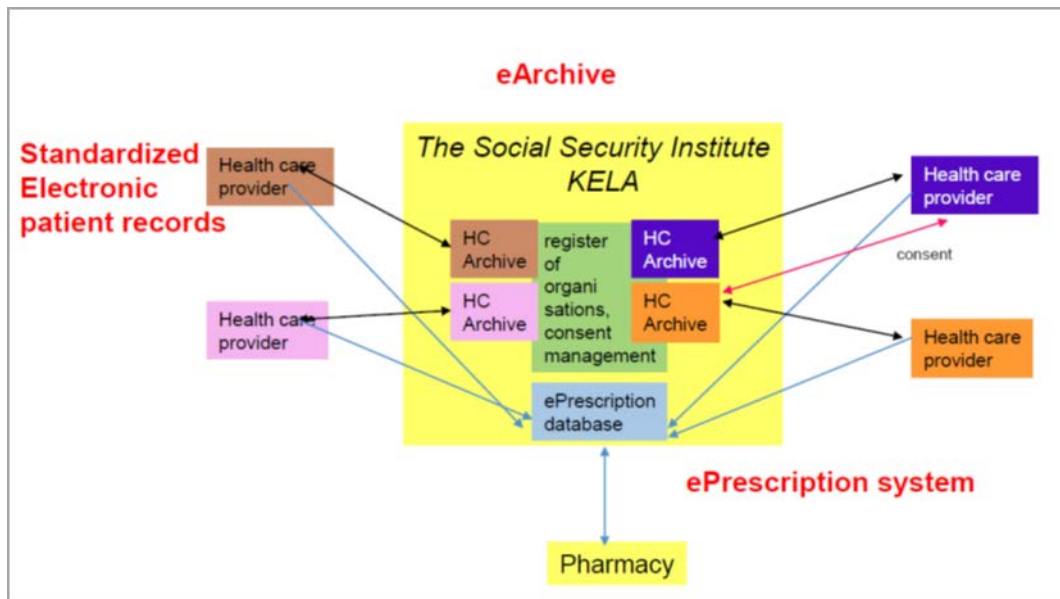 eArchive
The Social Security Institute
KELA
Standardized
Electronic
patient records
Health care
provider
Health care
provider
HC
Archive
HC
Archive
register
of
organi
sations,
consent
management
HC
Archive
HC
Archive
Health care
provider
consent
Health care
provider
ePrescription
database
ePrescription system
Pharmacy